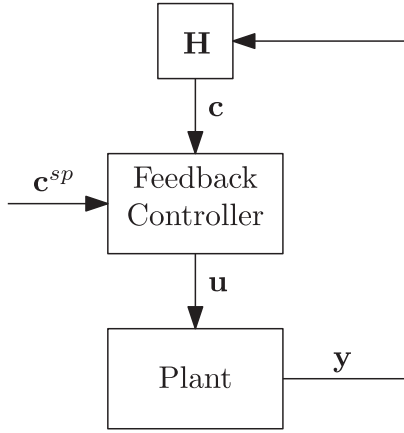 H
c
c^{sp}
Feedback
Controller
u
Plant
y